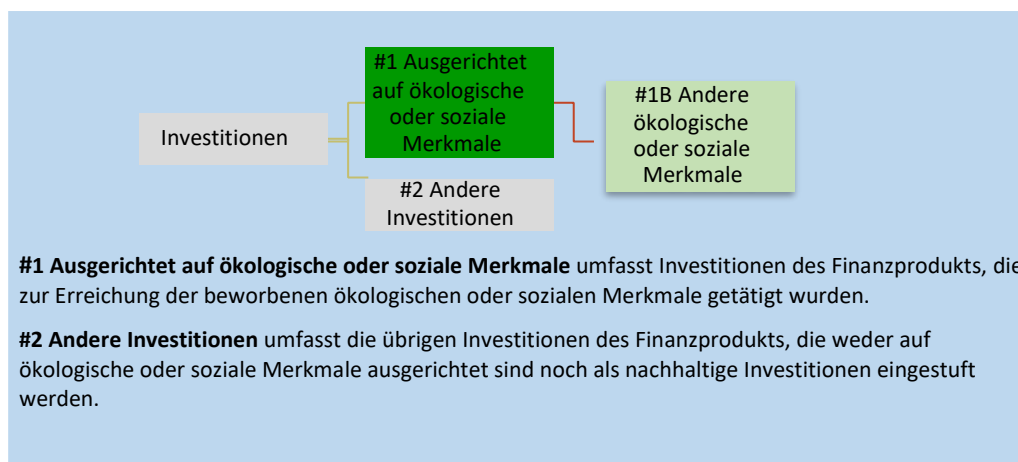 #1 Ausgerichtet
auf ökologische
oder soziale
Merkmale
#1B Andere
ökologische
oder soziale
Merkmale
Investitionen
#2 Andere
Investitionen
#1 Ausgerichtet auf ökologische oder soziale Merkmale umfasst Investitionen des Finanzprodukts, die
zur Erreichung der beworbenen ökologischen oder sozialen Merkmale getätigt wurden.
#2 Andere Investitionen umfasst die übrigen Investitionen des Finanzprodukts, die weder auf
ökologische oder soziale Merkmale ausgerichtet sind noch als nachhaltige Investitionen eingestuft
werden.